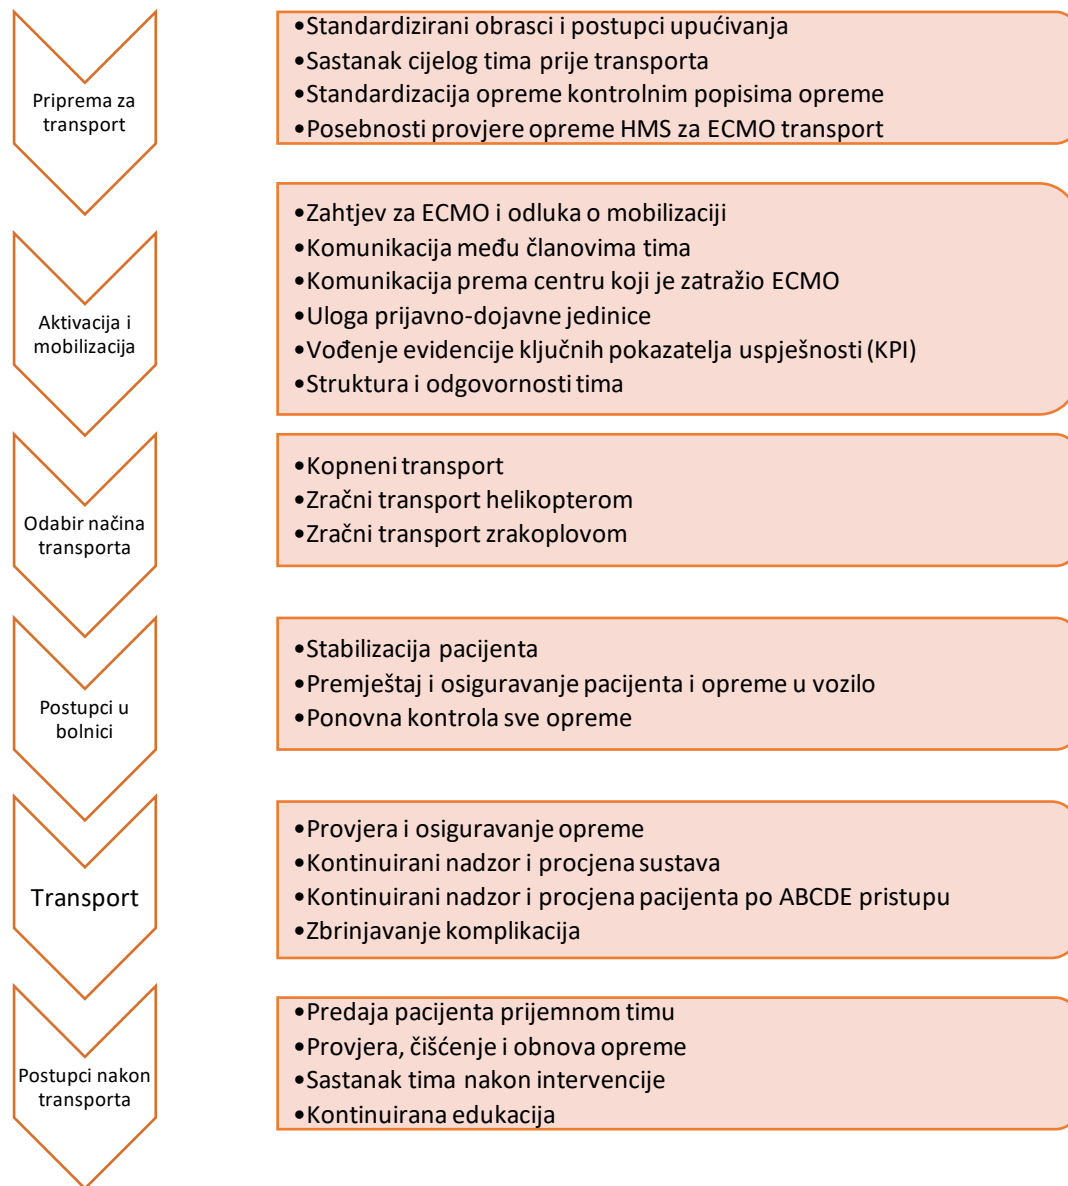 Priprema za
transport
•Standardizirani obrasci i postupci upućivanja
•Sastanak cijelog tima prije transporta
•Standardizacija opreme kontrolnim popisima opreme
•Posebnosti provjere opreme HMS za ECMO transport
Aktivacija i
mobilizacija
•Zahtjev za ECMO i odluka o mobilizaciji
•Komunikacija među članovima tima
•Komunikacija prema centru koji je zatražio ECMO
•Uloga prijavno-dojavne jedinice
•Vođenje evidencije ključnih pokazatelja uspješnosti (KPI)
•Struktura i odgovornosti tima
Odabir načina
transporta
•Kopneni transport
•Zračni transport helikopterom
•Zračni transport zrakoplovom
Postupci u
bolnici
•Stabilizacija pacijenta
•Premještaj i osiguravanje pacijenta i opreme u vozilo
•Ponovna kontrola sve opreme
Transport
•Provjera i osiguravanje opreme
•Kontinuirani nadzor i procjena sustava
•Kontinuirani nadzor i procjena pacijenta po ABCDE pristupu
•Zbrinjavanje komplikacija
Postupci nakon
transporta
•Predaja pacijenta prijemnom timu
•Provjera, čišćenje i obnova opreme
•Sastanak tima nakon intervencije
•Kontinuirana edukacija